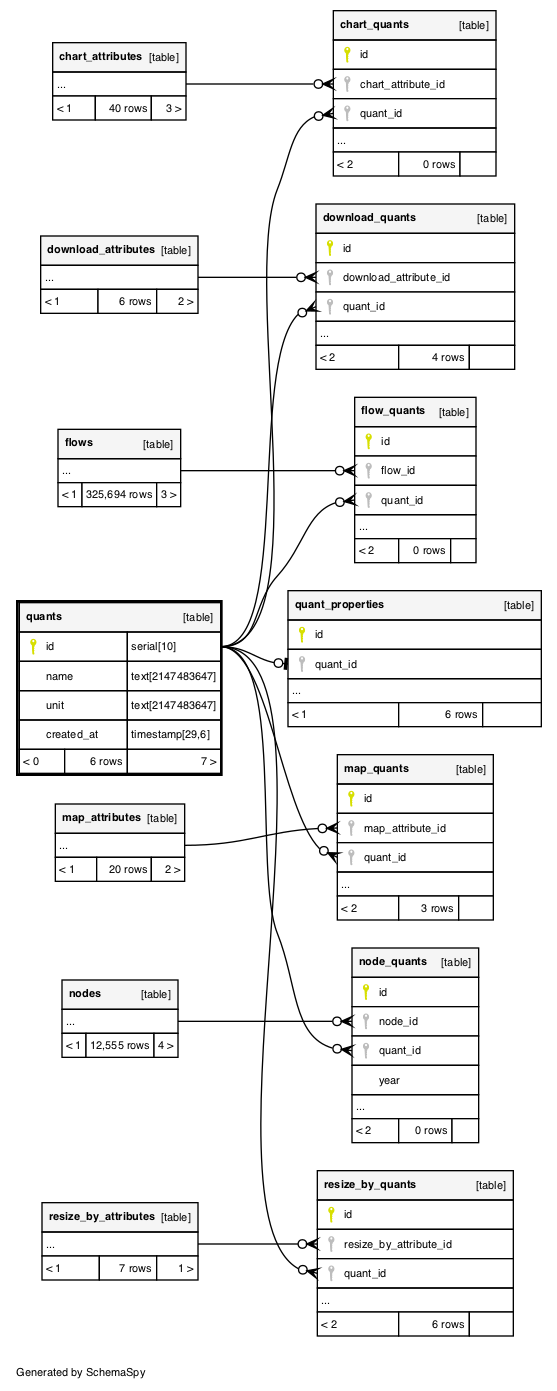 chart_quants [table]
id
chart_attribute_id
quant_id
...
< 2 0 rows
chart_attributes [table]
...
< 1 40 rows 3 >
download_quants [table]
id
download_attribute_id
quant_id
...
< 2 4 rows
download_attributes [table]
...
< 1 6 rows 2 >
flow_quants [table]
id
flow_id
quant_id
...
< 2 0 rows
flows [table]
...
< 1 325,694 rows 3 >
quant_properties [table]
id
quant_id
...
< 1 6 rows
quants [table]
id serial[10]
name text[2147483647]
unit text[2147483647]
created_at timestamp[29,6]
< 0 6 rows 7 >
map_quants [table]
id
map_attribute_id
quant_id
...
< 2 3 rows
map_attributes [table]
...
< 1 20 rows 2 >
node_quants [table]
id
node_id
quant_id
year
...
< 2 0 rows
nodes [table]
...
< 1 12,555 rows 4 >
resize_by_quants [table]
id
resize_by_attribute_id
quant_id
...
< 2 6 rows
resize_by_attributes [table]
...
< 1 7 rows 1 >
Generated by SchemaSpy